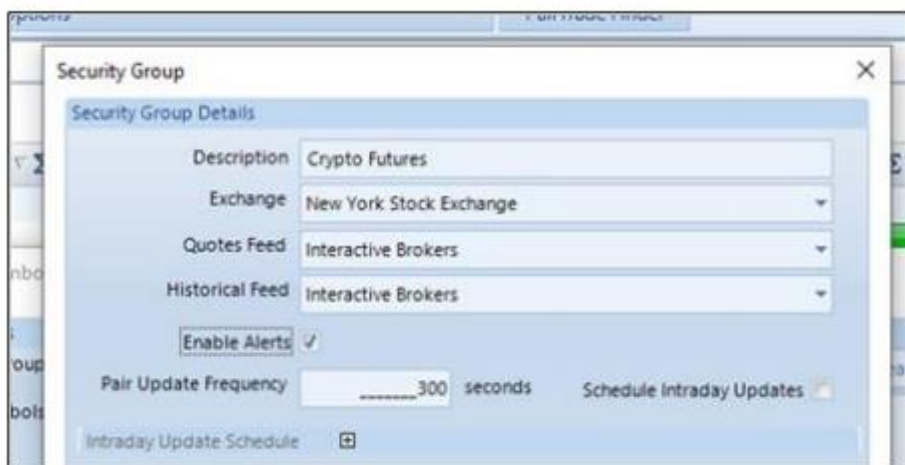 Security Group
Security Group Details
Description Crypto Futures
Exchange New York Stock Exchange
Quotes Feed Interactive Brokers
Historical Feed Interactive Brokers
Enable Alerts
Pair Update Frequency _______300 seconds Schedule Intraday Updates
Intraday Update Schedule